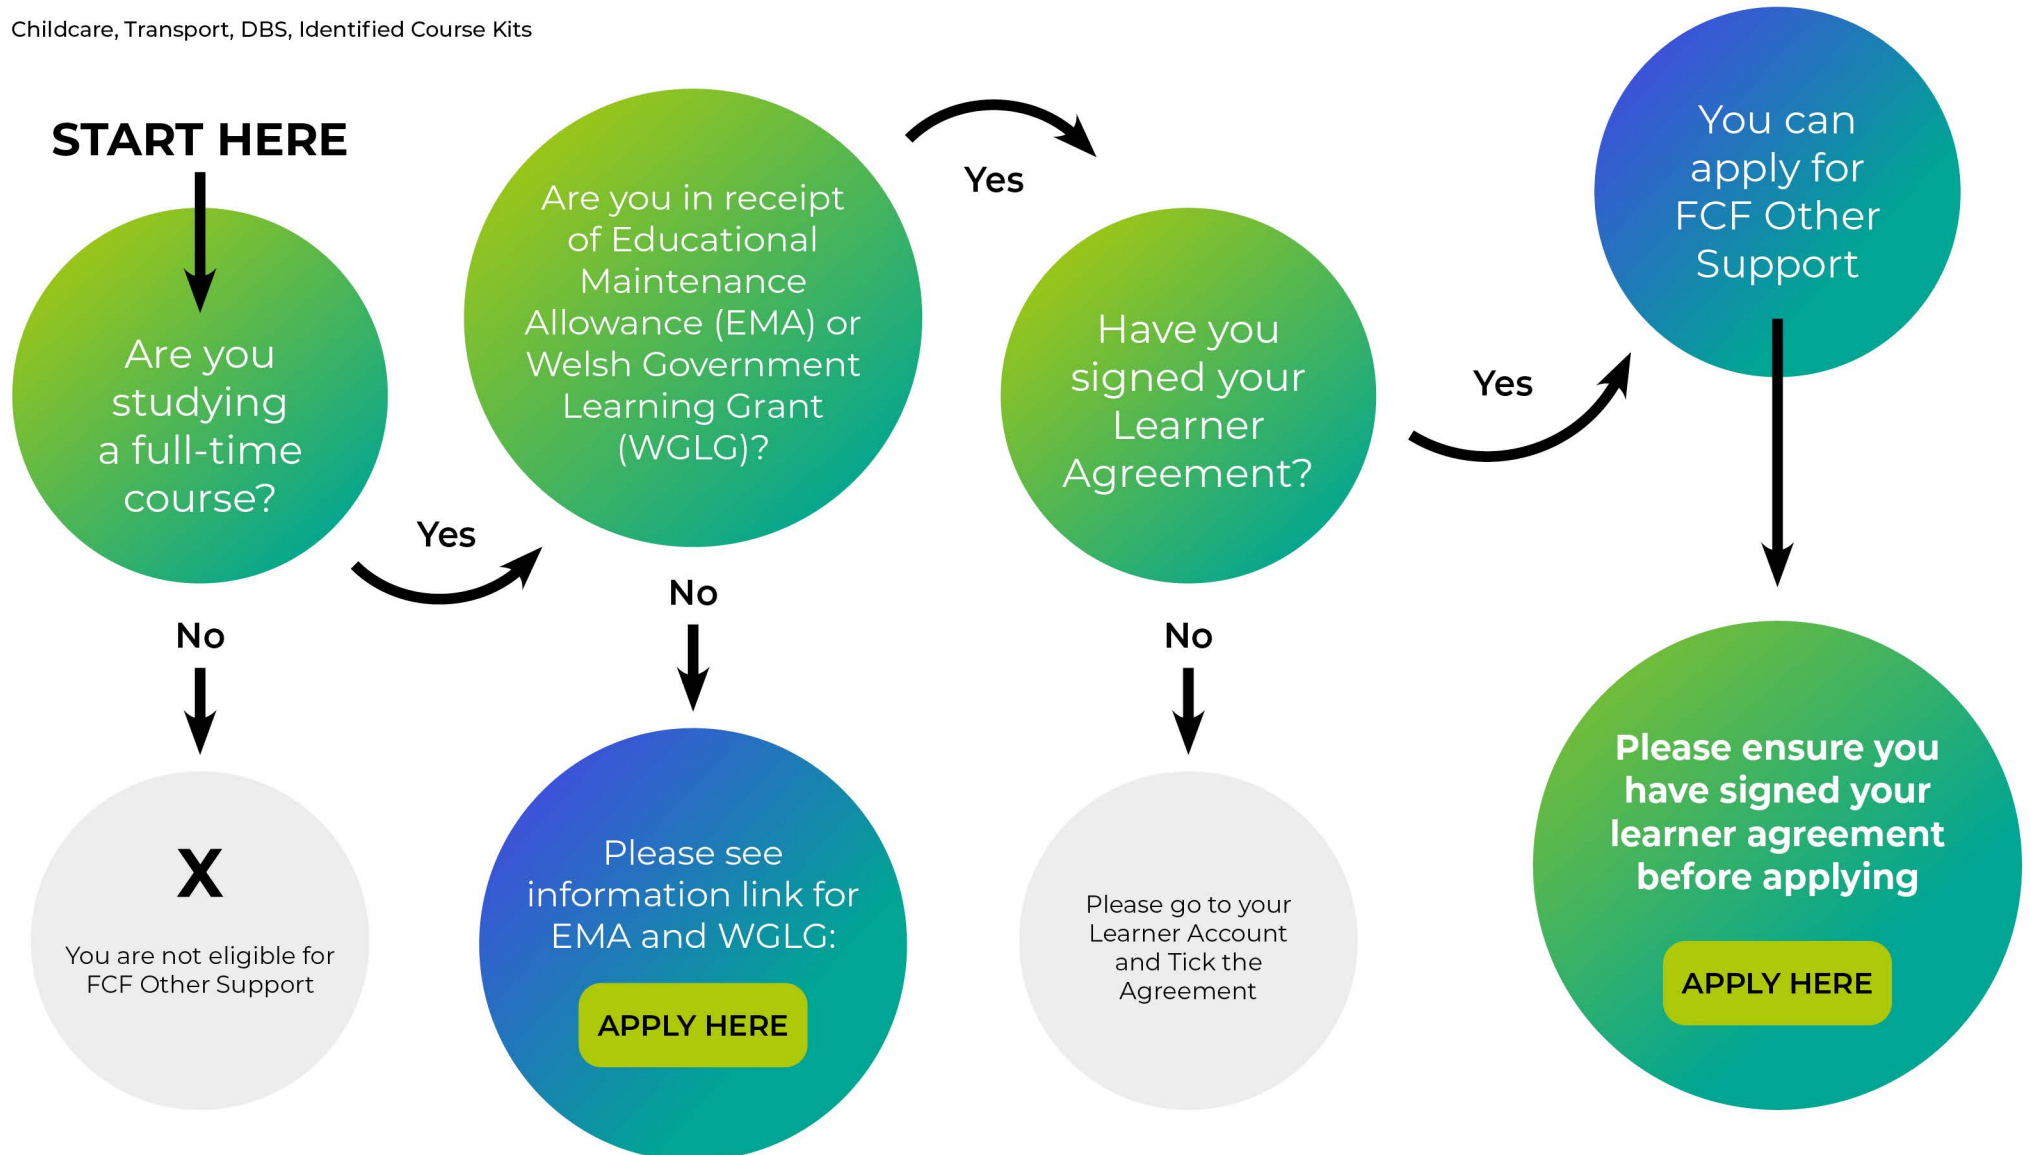 Childcare, Transport, DBS, Identified Course Kits
START HERE
Are you
studying
a full-time
course?
Yes
No
X
You are not eligible for
FCF Other Support
Are you in receipt
of Educational
Maintenance
Allowance (EMA) or
Welsh Government
Learning Grant
(WGLG)?
Yes
No
Please see
information link for
EMA and WGLG:
APPLY HERE
Have you
signed your
Learner
Agreement?
Yes
No
Please go to your
Learner Account
and Tick the
Agreement
You can
apply for
FCF Other
Support
Please ensure you
have signed your
learner agreement
before applying
APPLY HERE